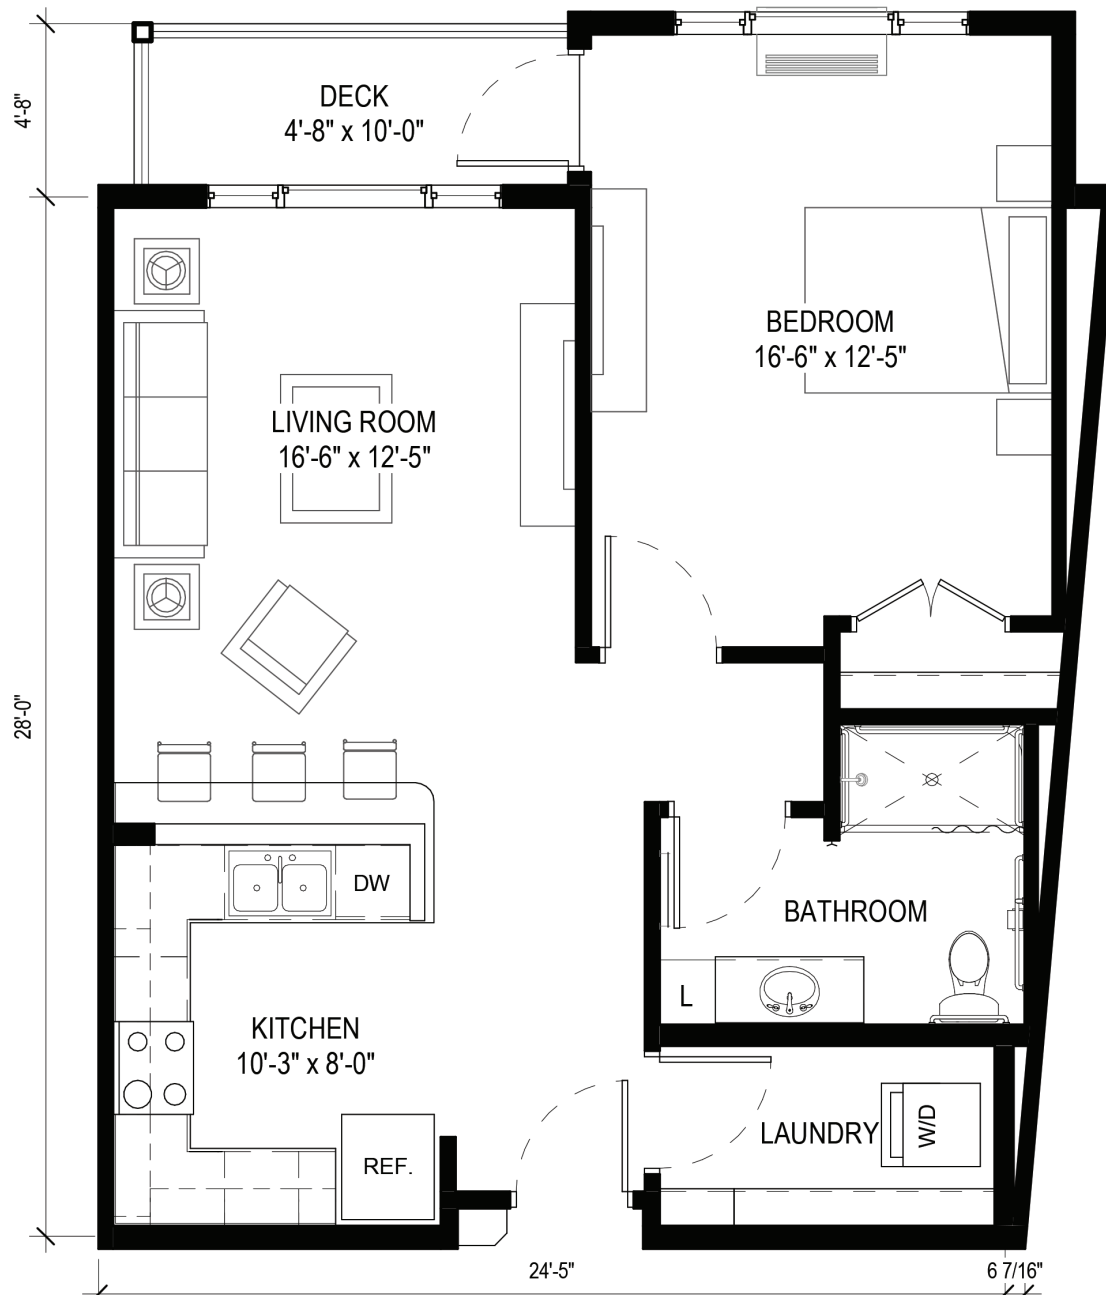 4'-8"
DECK
4'-8" x 10'-0"
BEDROOM
16'-6" x 12'-5"
LIVING ROOM
16'-6" x 12'-5"
28'-0"
DW
BATHROOM
L
KITCHEN
10'-3" x 8'-0"
LAUNDRY
W/D
REF.
24'-5"
6 7/16"